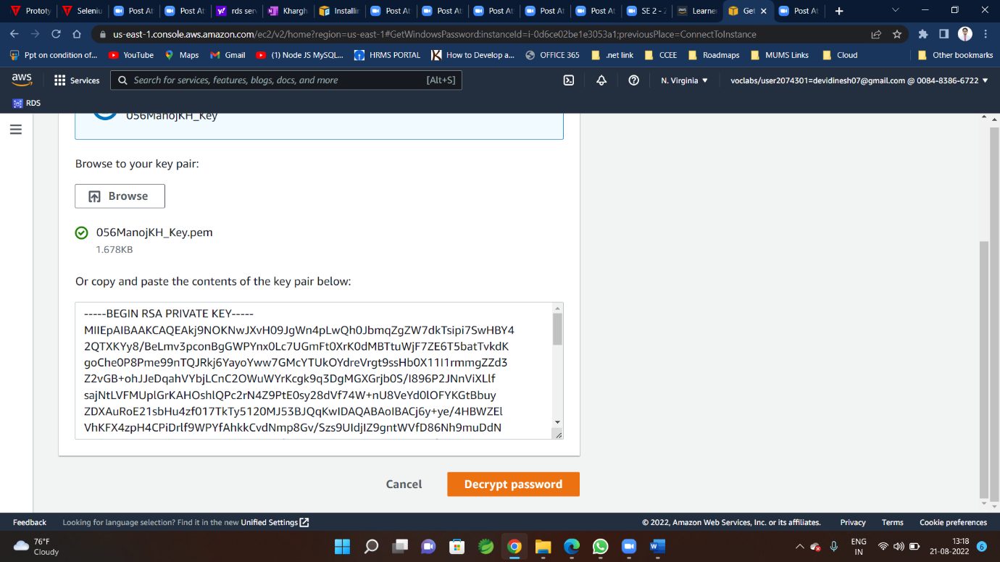 Prototy
Seleniu
Post At
Post At
rds serv
Khargh
Installin
Post At
Post At
Post At
Post At
Post At
SE 2 - 2
Learne
Get
Post At
us-east-1.console.aws.amazon.com/ec2/v2/home?region=us-east-1#GetWindowsPassword:instanceId=i-0d6ce02be1e3053a1;previousPlace=ConnectToInstance
Ppt on condition of...
YouTube
Maps
Gmail
(1) Node JS MySQL...
HRMS PORTAL
How to Develop a...
OFFICE 365
.net link
CCEE
Roadmaps
MUMS Links
Cloud
Other bookmarks
aws
Services
Search for services, features, blogs, docs, and more
[Alt+S]
N. Virginia
voclabs/user2074301=devidinesh07@gmail.com @ 0084-8386-6722
RDS
056ManojKH_Key
Browse to your key pair:
Browse
056ManojKH_Key.pem
1.678KB
Or copy and paste the contents of the key pair below:
-----BEGIN RSA PRIVATE KEY-----
MIIEpAIBAAKCAQEAkj9NOKNwJXvH09JgWn4pLwQh0JbmqZgZW7dkTsipi7SwHBY4
2QTXKYy8/BeLmv3pconBgGWPYnx0Lc7UGmFt0XrK0dMBTtuWjF7ZE6T5batTvkdK
goChe0P8Pme99nTQJRkj6YayoYww7GMcYTUkOYdreVrgt9ssHb0X11I1rmmgZZd3
Z2vGB+ohJJeDqahVYbjLCnC2OWuWYrKcgk9q3DgMGXGrjb0S/I896P2JNnViXLlf
sajNtLVFMUplGrKAHOshlQPc2rN4Z9PtE0sy28dVf74W+nU8VeYd0lOFYKGtBbuy
ZDXAuRoE21sbHu4zf017TkTy5120MJ53BJQqKwIDAQABAoIBACj6y+ye/4HBWZEl
VhKFX4zpH4CPiDrlf9WPYfAhkkCvdNmp8Gv/Szs9UIdjIZ9gntWVfD86Nh9muDdN
Cancel
Decrypt password
Feedback
Looking for language selection? Find it in the new Unified Settings
© 2022, Amazon Web Services, Inc. or its affiliates.
Privacy
Terms
Cookie preferences
76°F
Cloudy
ENG
IN
13:18
21-08-2022
6